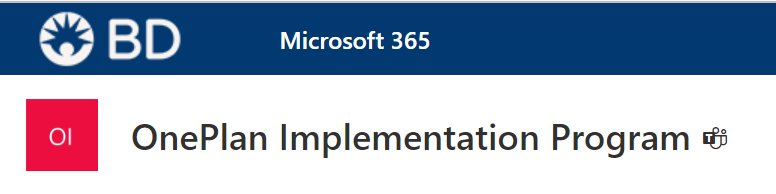 BD Microsoft 365
OI OnePlan Implementation Program